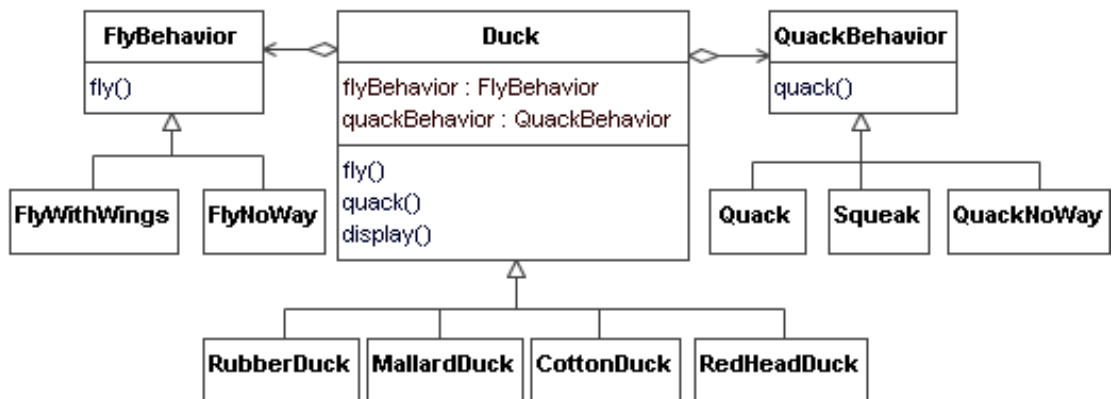 FlyBehavior
fly()
Duck
flyBehavior : FlyBehavior
quackBehavior : QuackBehavior
fly()
quack()
display()
QuackBehavior
quack()
FlyWithWings
FlyNoWay
Quack
Squeak
QuackNoWay
RubberDuck
MallardDuck
CottonDuck
RedHeadDuck